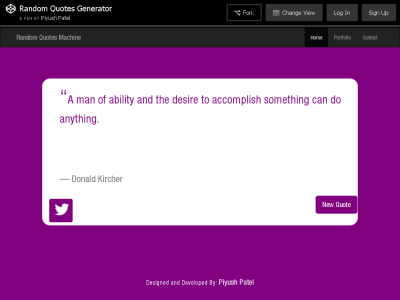 Random Quotes Generator
A PEN BY Piyush Patel
Fork
Change View
Log In
Sign Up
Random Quotes Machine
Home
Portfolio
Contact
“A man of ability and the desire to accomplish something can do
anything.
— Donald Kircher
New Quote
Designed and Developed By: Piyush Patel